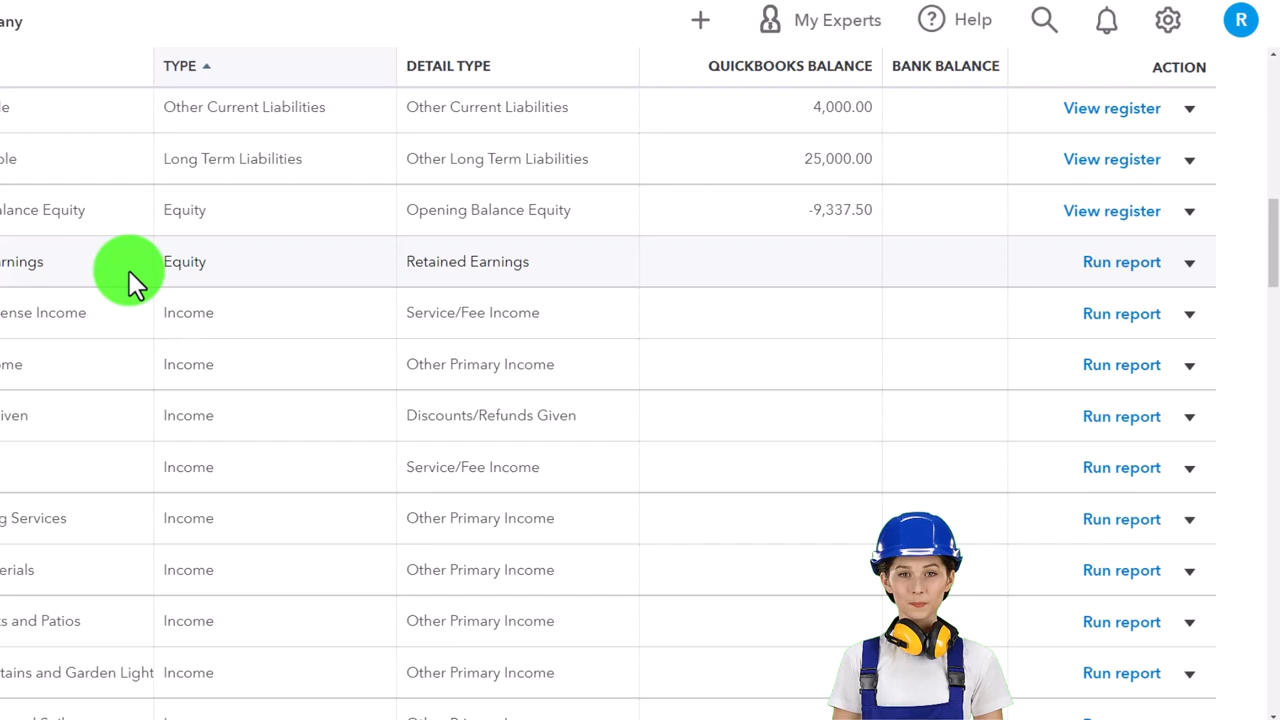 any My Experts Help R
TYPE DETAIL TYPE QUICKBOOKS BALANCE BANK BALANCE ACTION
le Other Current Liabilities Other Current Liabilities 4,000.00 View register
ple Long Term Liabilities Other Long Term Liabilities 25,000.00 View register
alance Equity Equity Opening Balance Equity -9,337.50 View register
rnings Equity Retained Earnings Run report
ense Income Income Service/Fee Income Run report
ome Income Other Primary Income Run report
iven Income Discounts/Refunds Given Run report
Income Service/Fee Income Run report
g Services Income Other Primary Income Run report
erials Income Other Primary Income Run report
s and Patios Income Other Primary Income Run report
tains and Garden Light Income Other Primary Income Run report